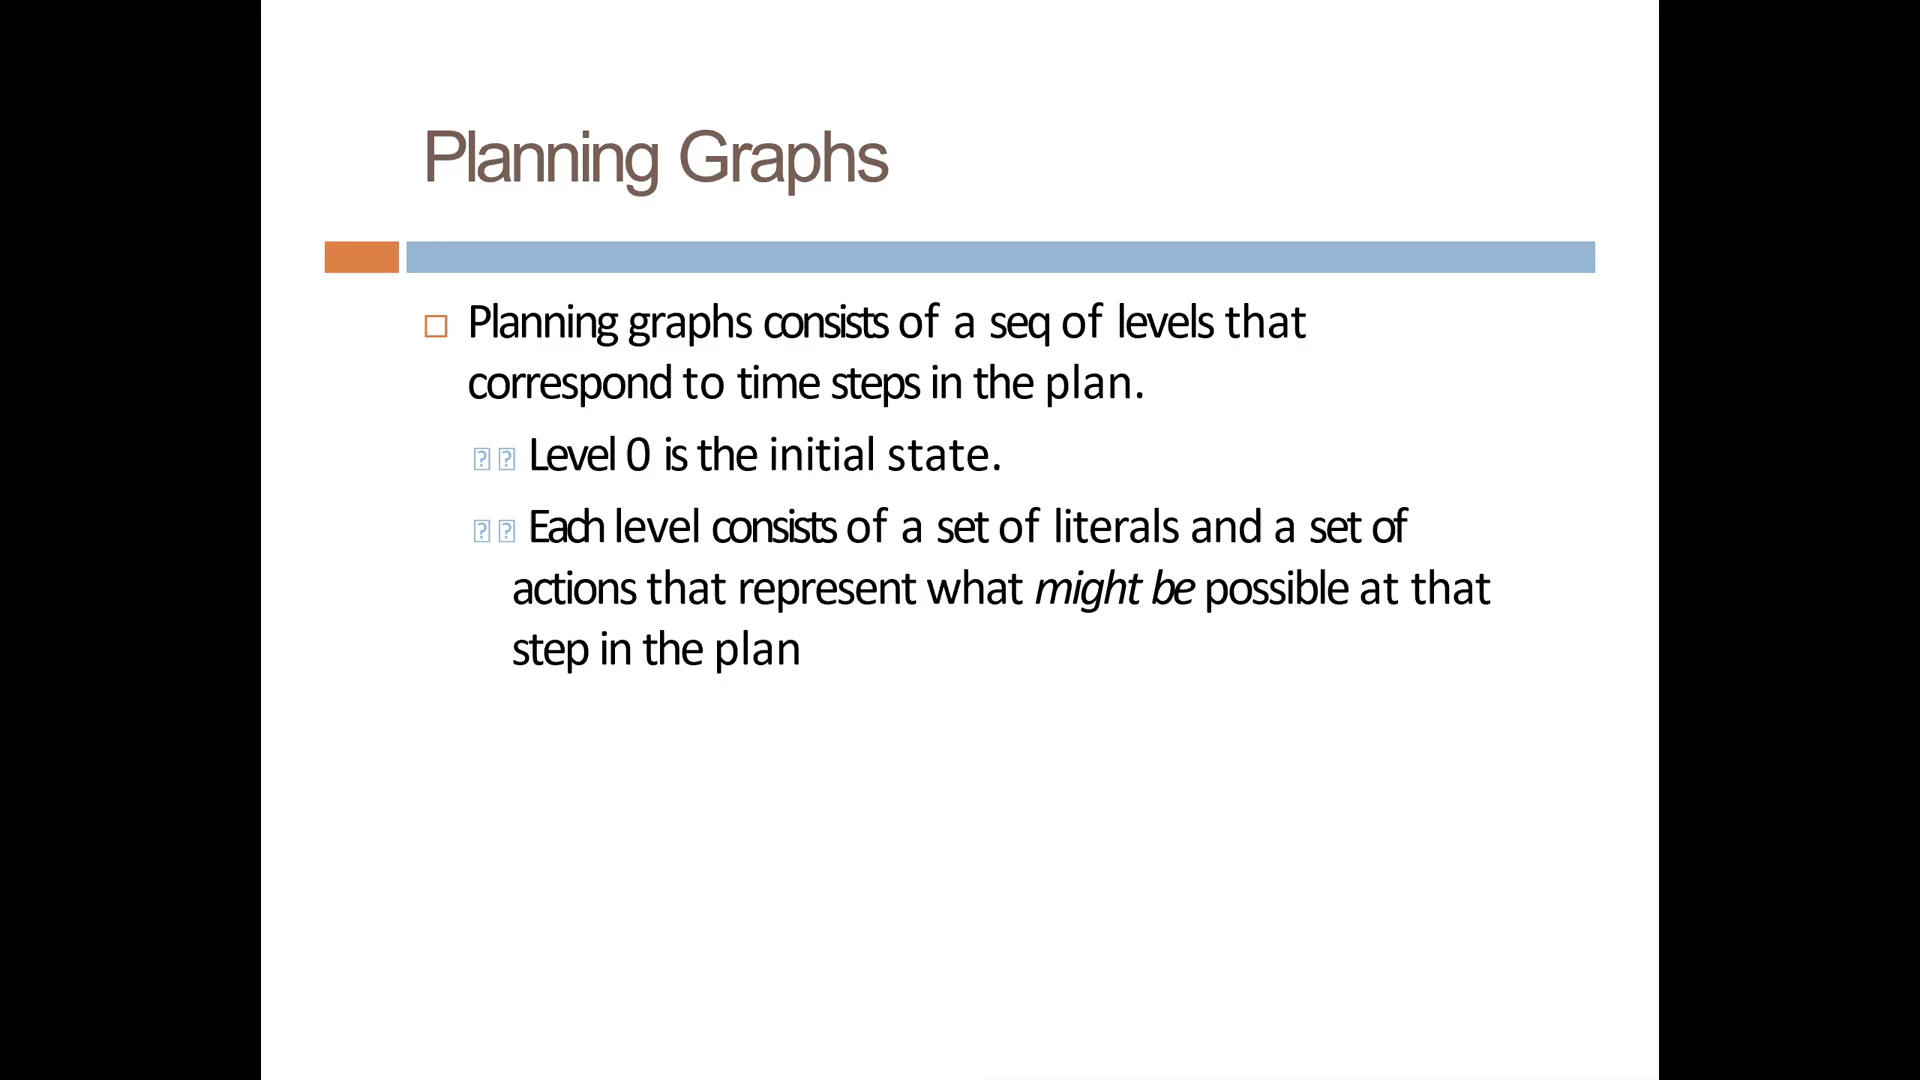 Planning Graphs
Planning graphs consists of a seq of levels that
correspond to time steps in the plan.
Level 0 is the initial state.
Each level consists of a set of literals and a set of
actions that represent what might be possible at that
step in the plan